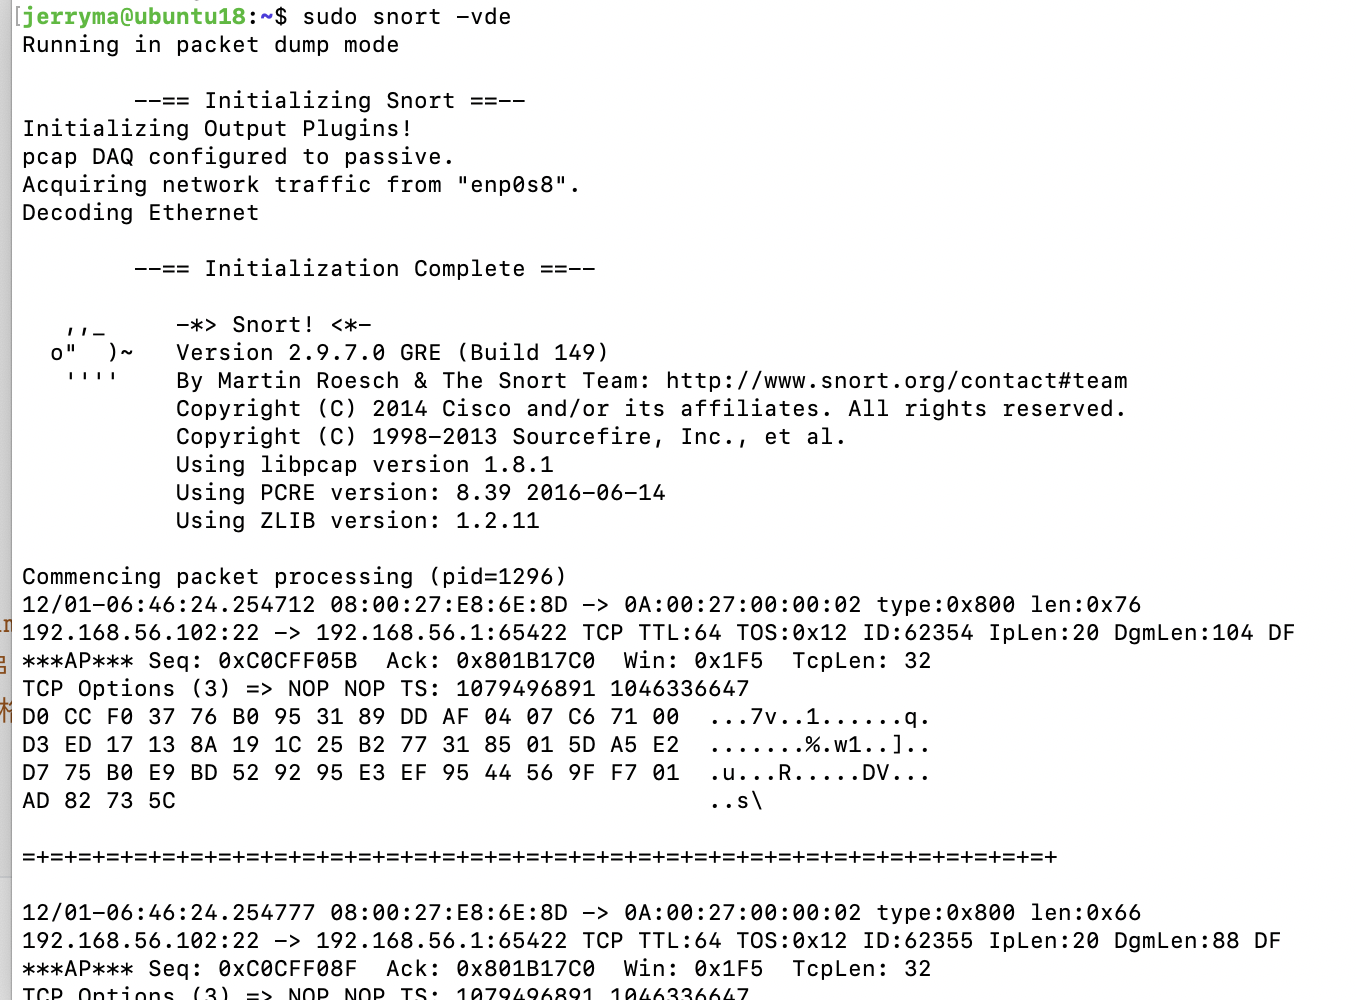 [jerryma@ubuntu18:~$ sudo snort -vde
Running in packet dump mode
--== Initializing Snort ==--
Initializing Output Plugins!
pcap DAQ configured to passive.
Acquiring network traffic from "enp0s8".
Decoding Ethernet
--== Initialization Complete ==--
,,_     -*> Snort! <*-
o"  )~   Version 2.9.7.0 GRE (Build 149)
''''    By Martin Roesch & The Snort Team: http://www.snort.org/contact#team
Copyright (C) 2014 Cisco and/or its affiliates. All rights reserved.
Copyright (C) 1998-2013 Sourcefire, Inc., et al.
Using libpcap version 1.8.1
Using PCRE version: 8.39 2016-06-14
Using ZLIB version: 1.2.11
Commencing packet processing (pid=1296)
12/01-06:46:24.254712 08:00:27:E8:6E:8D -> 0A:00:27:00:00:02 type:0x800 len:0x76
192.168.56.102:22 -> 192.168.56.1:65422 TCP TTL:64 TOS:0x12 ID:62354 IpLen:20 DgmLen:104 DF
***AP*** Seq: 0xC0CFF05B  Ack: 0x801B17C0  Win: 0x1F5  TcpLen: 32
TCP Options (3) => NOP NOP TS: 1079496891 1046336647
D0 CC F0 37 76 B0 95 31 89 DD AF 04 07 C6 71 00  ...7v..1......q.
D3 ED 17 13 8A 19 1C 25 B2 77 31 85 01 5D A5 E2  .......%.w1..]..
D7 75 B0 E9 BD 52 92 95 E3 EF 95 44 56 9F F7 01  .u...R.....DV...
AD 82 73 5C                                      ..s\
=+=+=+=+=+=+=+=+=+=+=+=+=+=+=+=+=+=+=+=+=+=+=+=+=+=+=+=+=+=+=+=+=+=+=+=+=+
12/01-06:46:24.254777 08:00:27:E8:6E:8D -> 0A:00:27:00:00:02 type:0x800 len:0x66
192.168.56.102:22 -> 192.168.56.1:65422 TCP TTL:64 TOS:0x12 ID:62355 IpLen:20 DgmLen:88 DF
***AP*** Seq: 0xC0CFF08F  Ack: 0x801B17C0  Win: 0x1F5  TcpLen: 32
TCP Options (3) => NOP NOP TS: 1079496891 1046336647